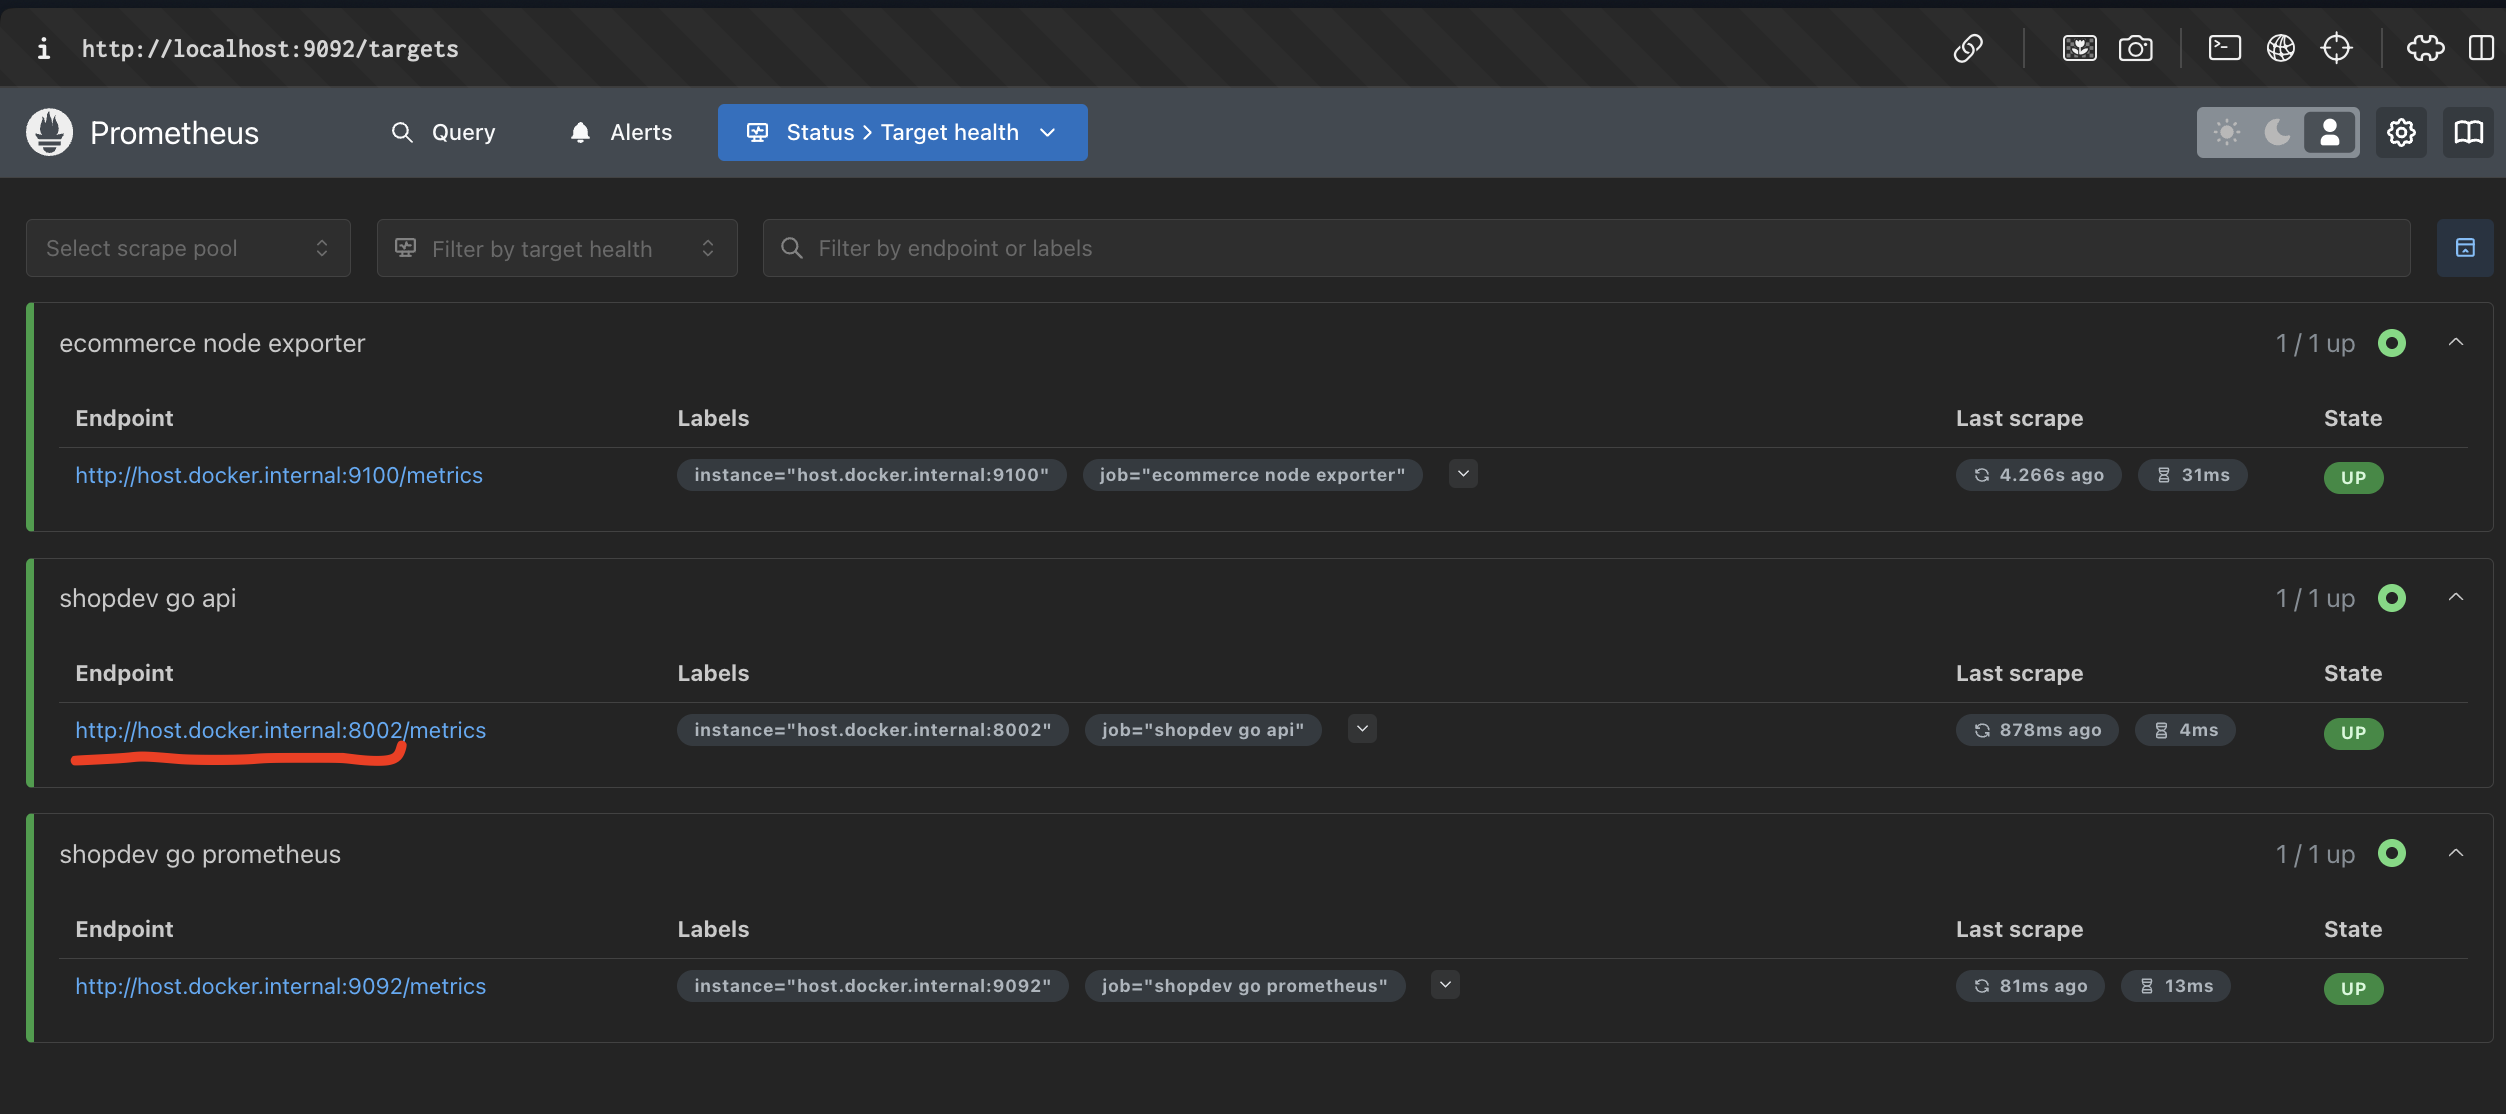 http://localhost:9092/targets
Prometheus Query Alerts Status > Target health
Select scrape pool Filter by target health Filter by endpoint or labels
ecommerce node exporter 1 / 1 up
Endpoint Labels Last scrape State
http://host.docker.internal:9100/metrics instance="host.docker.internal:9100" job="ecommerce node exporter" 4.266s ago 31ms UP
shopdev go api 1 / 1 up
Endpoint Labels Last scrape State
http://host.docker.internal:8002/metrics instance="host.docker.internal:8002" job="shopdev go api" 878ms ago 4ms UP
shopdev go prometheus 1 / 1 up
Endpoint Labels Last scrape State
http://host.docker.internal:9092/metrics instance="host.docker.internal:9092" job="shopdev go prometheus" 81ms ago 13ms UP